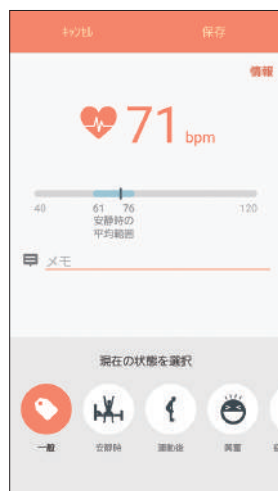 ｷｬﾝｾﾙ 保存
情報
71 bpm
40 61 76 120
安静時の
平均範囲
メモ
現在の状態を選択
一般 安静時 運動後 興奮